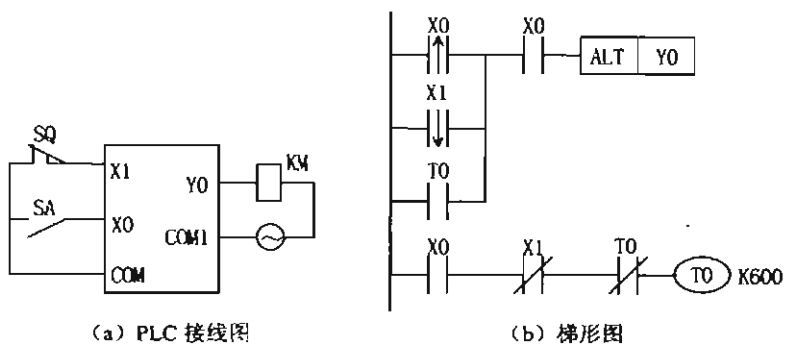 SQ
X1
SA
X0
COM
Y0
COM1
KM
(a) PLC 接线图
X0
X0
ALT Y0
X1
T0
X0
X1
T0
T0 K600
(b) 梯形图